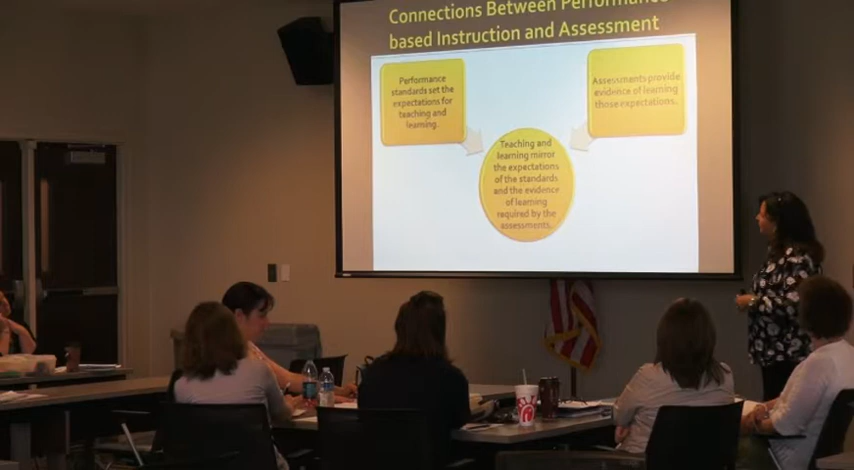 Connections Between Performance-
based Instruction and Assessment
Performance
standards set the
expectations for
teaching and
learning.
Assessments provide
evidence of learning
those expectations.
Teaching and
learning mirror
the expectations
of the standards
and the evidence
of learning
required by the
assessments.